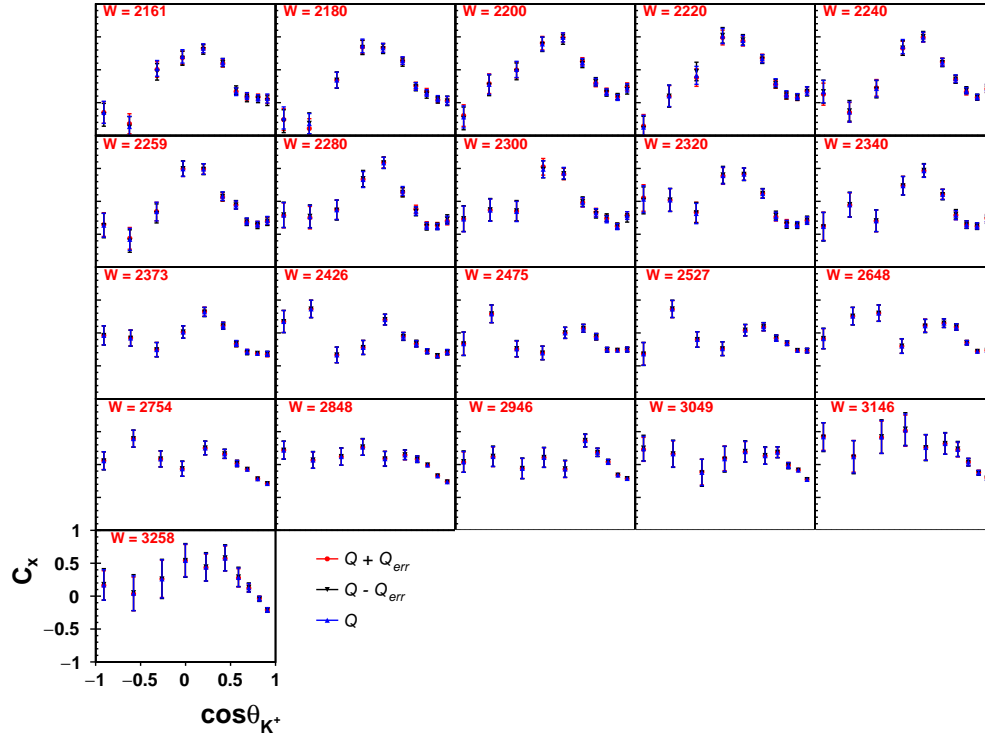 W = 2161 W = 2180 W = 2200 W = 2220 W = 2240
W = 2259 W = 2280 W = 2300 W = 2320 W = 2340
W = 2373 W = 2426 W = 2475 W = 2527 W = 2648
W = 2754 W = 2848 W = 2946 W = 3049 W = 3146
W = 3258
1
0.5
0
−0.5
−1
C_x
−1 −0.5 0 0.5 1
cosθ_K⁺
Q + Q_err
Q - Q_err
Q